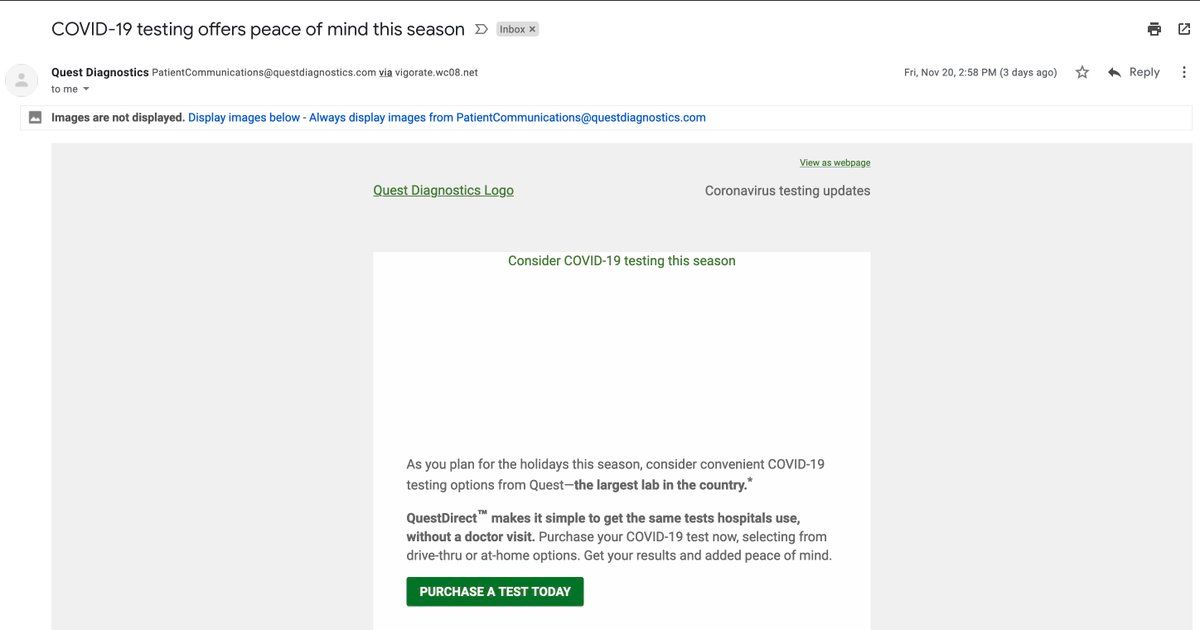 COVID-19 testing offers peace of mind this season Inbox ×
Quest Diagnostics PatientCommunications@questdiagnostics.com via vigorate.wc08.net Fri, Nov 20, 2:58 PM (3 days ago) Reply
to me
Images are not displayed. Display images below - Always display images from PatientCommunications@questdiagnostics.com
View as webpage
Quest Diagnostics Logo Coronavirus testing updates
Consider COVID-19 testing this season
As you plan for the holidays this season, consider convenient COVID-19
testing options from Quest—the largest lab in the country.*
QuestDirect™ makes it simple to get the same tests hospitals use,
without a doctor visit. Purchase your COVID-19 test now, selecting from
drive-thru or at-home options. Get your results and added peace of mind.
PURCHASE A TEST TODAY